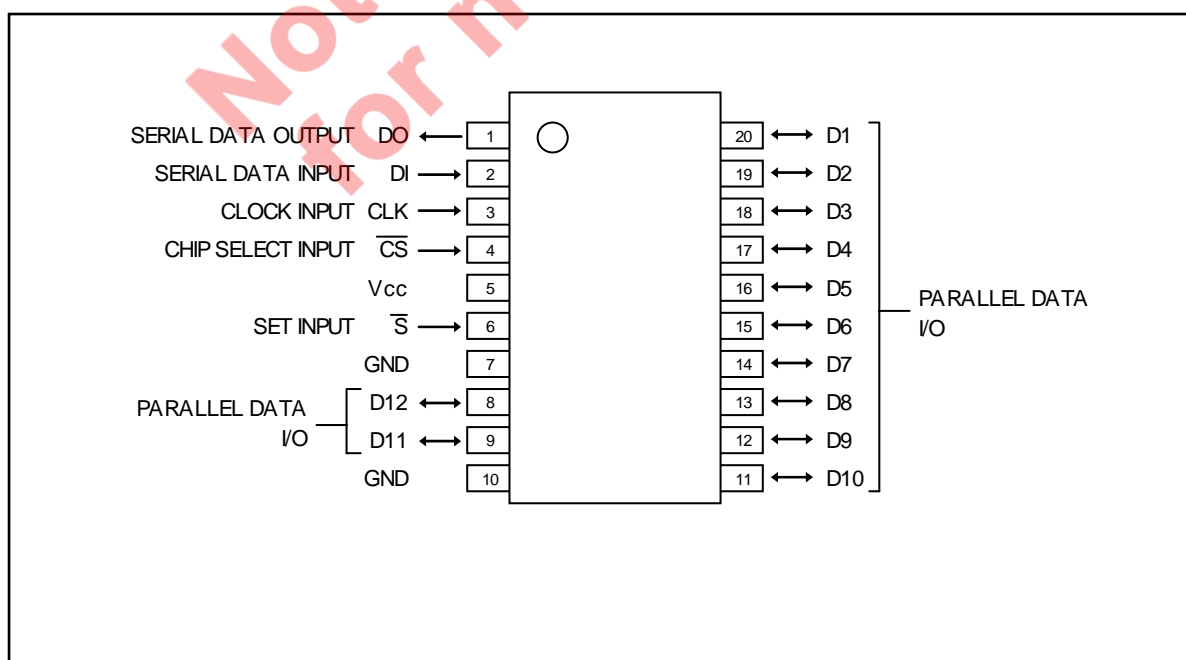 Not
for n
SERIAL DATA OUTPUT DO 1
SERIAL DATA INPUT DI 2
CLOCK INPUT CLK 3
CHIP SELECT INPUT C̅S̅ 4
Vcc 5
SET INPUT S̅ 6
GND 7
PARALLEL DATA
I/O
D12 8
D11 9
GND 10
20 D1
19 D2
18 D3
17 D4
16 D5
15 D6
14 D7
13 D8
12 D9
11 D10
PARALLEL DATA
I/O